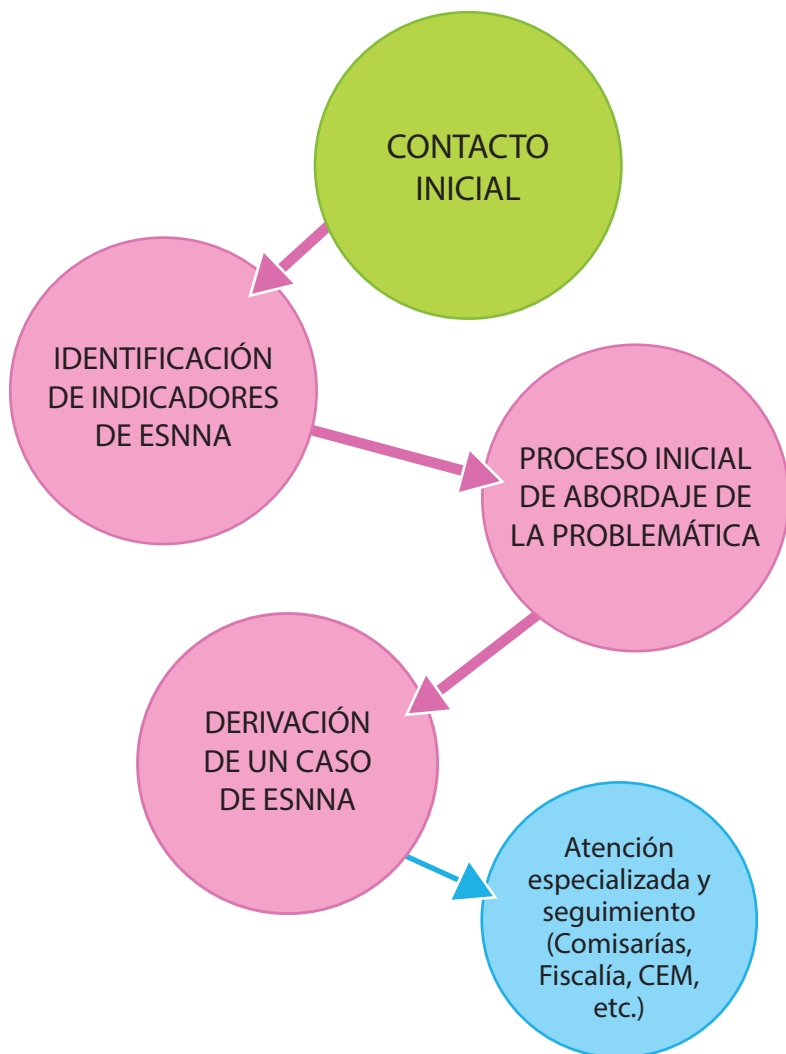 CONTACTO
INICIAL
IDENTIFICACIÓN
DE INDICADORES
DE ESNNA
PROCESO INICIAL
DE ABORDAJE DE
LA PROBLEMÁTICA
DERIVACIÓN
DE UN CASO
DE ESNNA
Atención
especializada y
seguimiento
(Comisarías,
Fiscalía, CEM,
etc.)